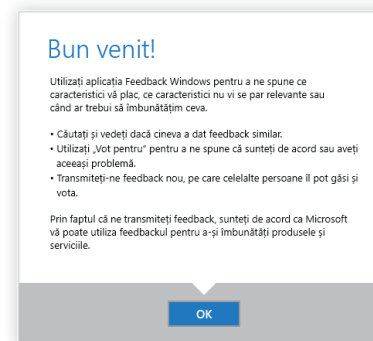 Bun venit!
Utilizați aplicația Feedback Windows pentru a ne spune ce
caracteristici vă plac, ce caracteristici nu vi se par relevante sau
când ar trebui să îmbunătățim ceva.
• Căutați și vedeți dacă cineva a dat feedback similar.
• Utilizați „Vot pentru” pentru a ne spune că sunteți de acord sau aveți
aceeași problemă.
• Transmiteți-ne feedback nou, pe care celelalte persoane îl pot găsi și
vota.
Prin faptul că ne transmiteți feedback, sunteți de acord ca Microsoft
vă poate utiliza feedbackul pentru a-și îmbunătăți produsele și
serviciile.
OK